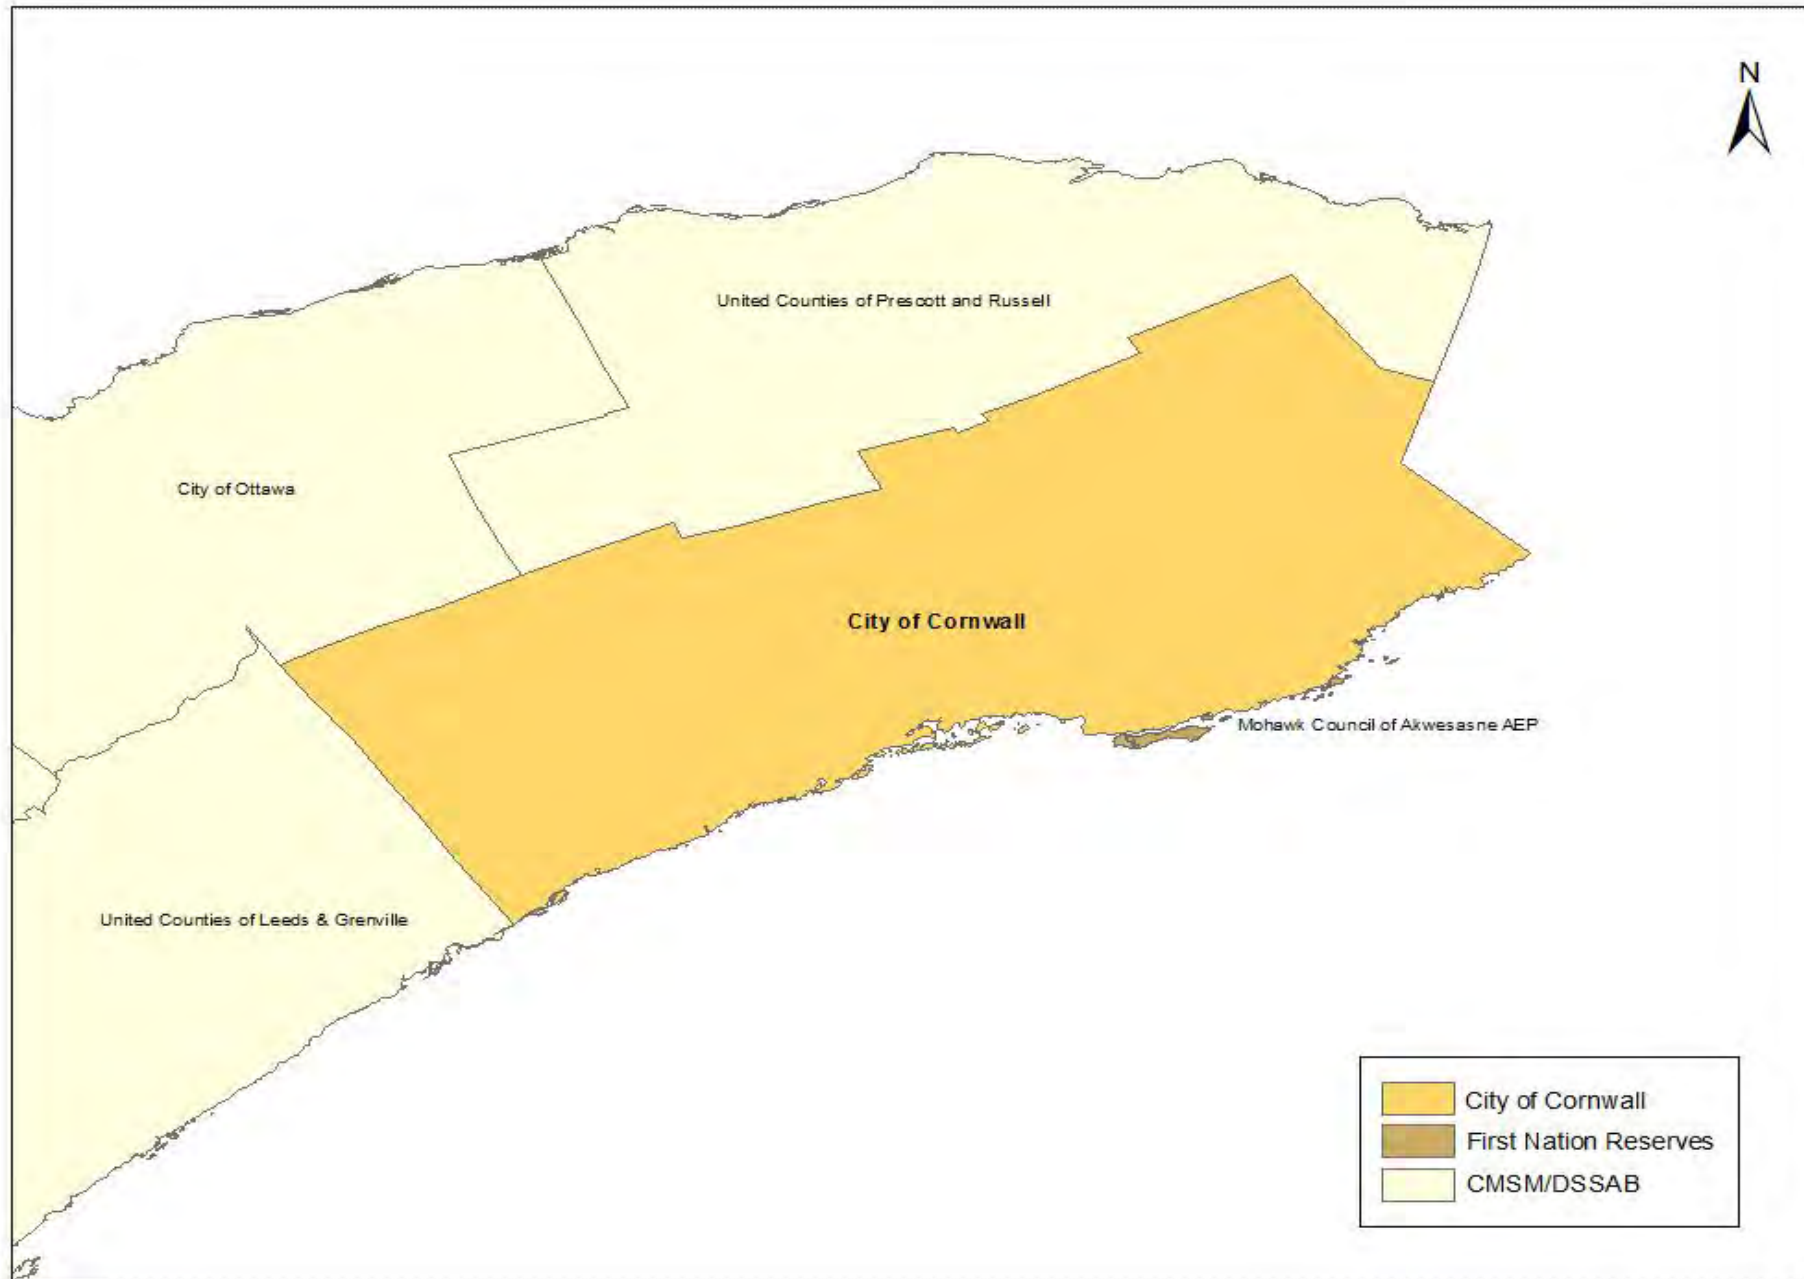 N
United Counties of Prescott and Russell
City of Ottawa
City of Cornwall
Mohawk Council of Akwesasne AEP
United Counties of Leeds & Grenville
City of Cornwall
First Nation Reserves
CMSM/DSSAB